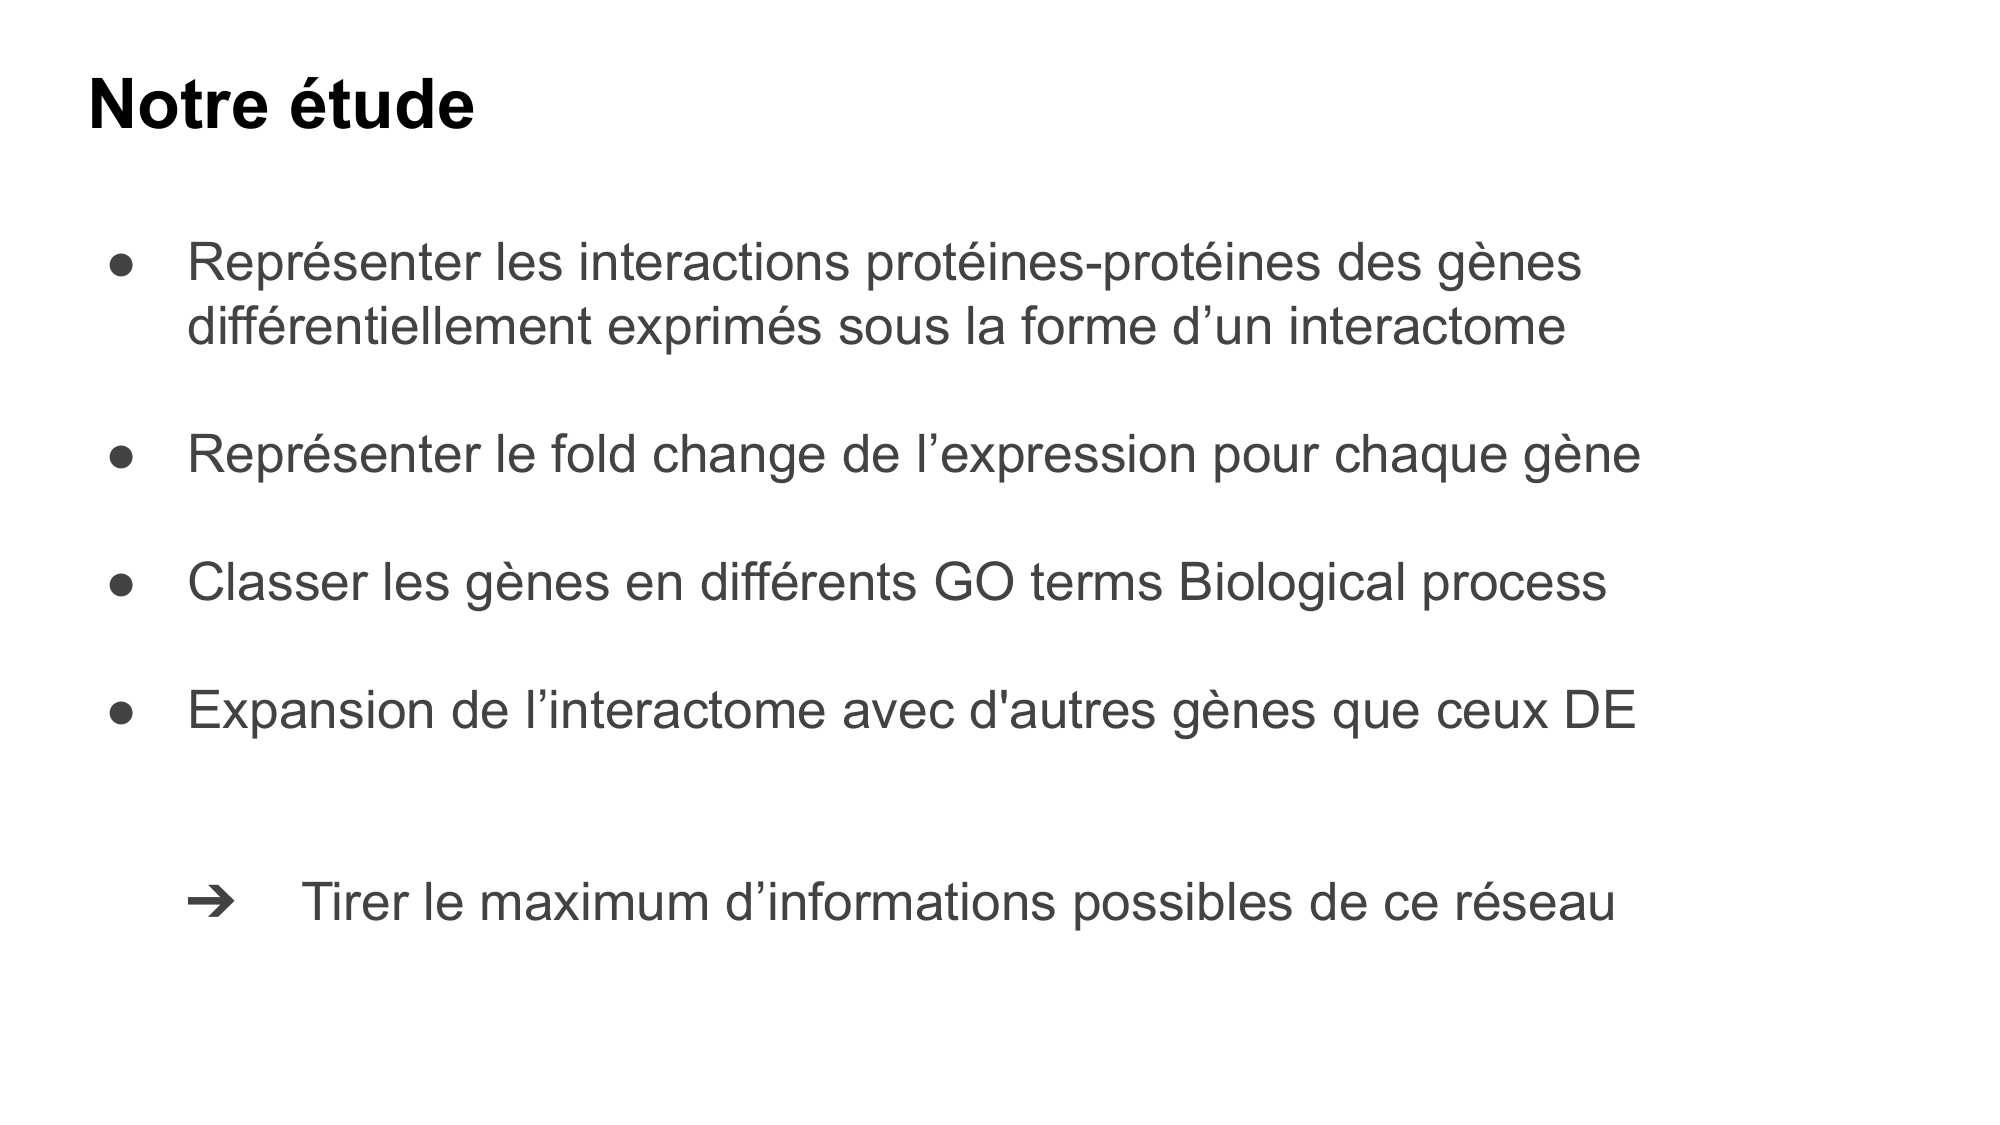 Notre étude
● Représenter les interactions protéines-protéines des gènes
différentiellement exprimés sous la forme d’un interactome
● Représenter le fold change de l’expression pour chaque gène
● Classer les gènes en différents GO terms Biological process
● Expansion de l’interactome avec d'autres gènes que ceux DE
➔ Tirer le maximum d’informations possibles de ce réseau